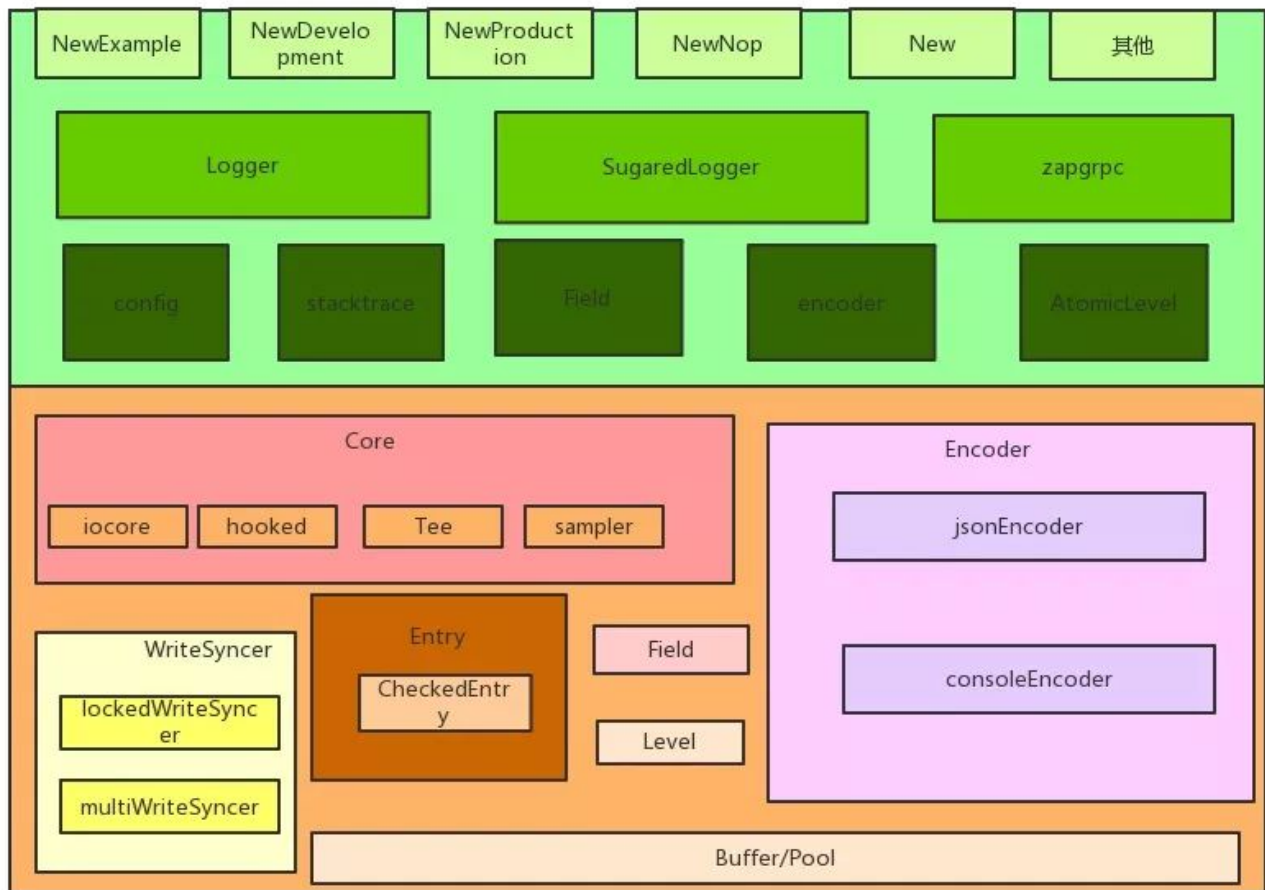 NewExample
NewDevelo
pment
NewProduct
ion
NewNop
New
其他
Logger
SugaredLogger
zapgrpc
config
stacktrace
Field
encoder
AtomicLevel
Core
iocore
hooked
Tee
sampler
Encoder
jsonEncoder
consoleEncoder
WriteSyncer
lockedWriteSync
er
multiWriteSyncer
Entry
CheckedEntr
y
Field
Level
Buffer/Pool